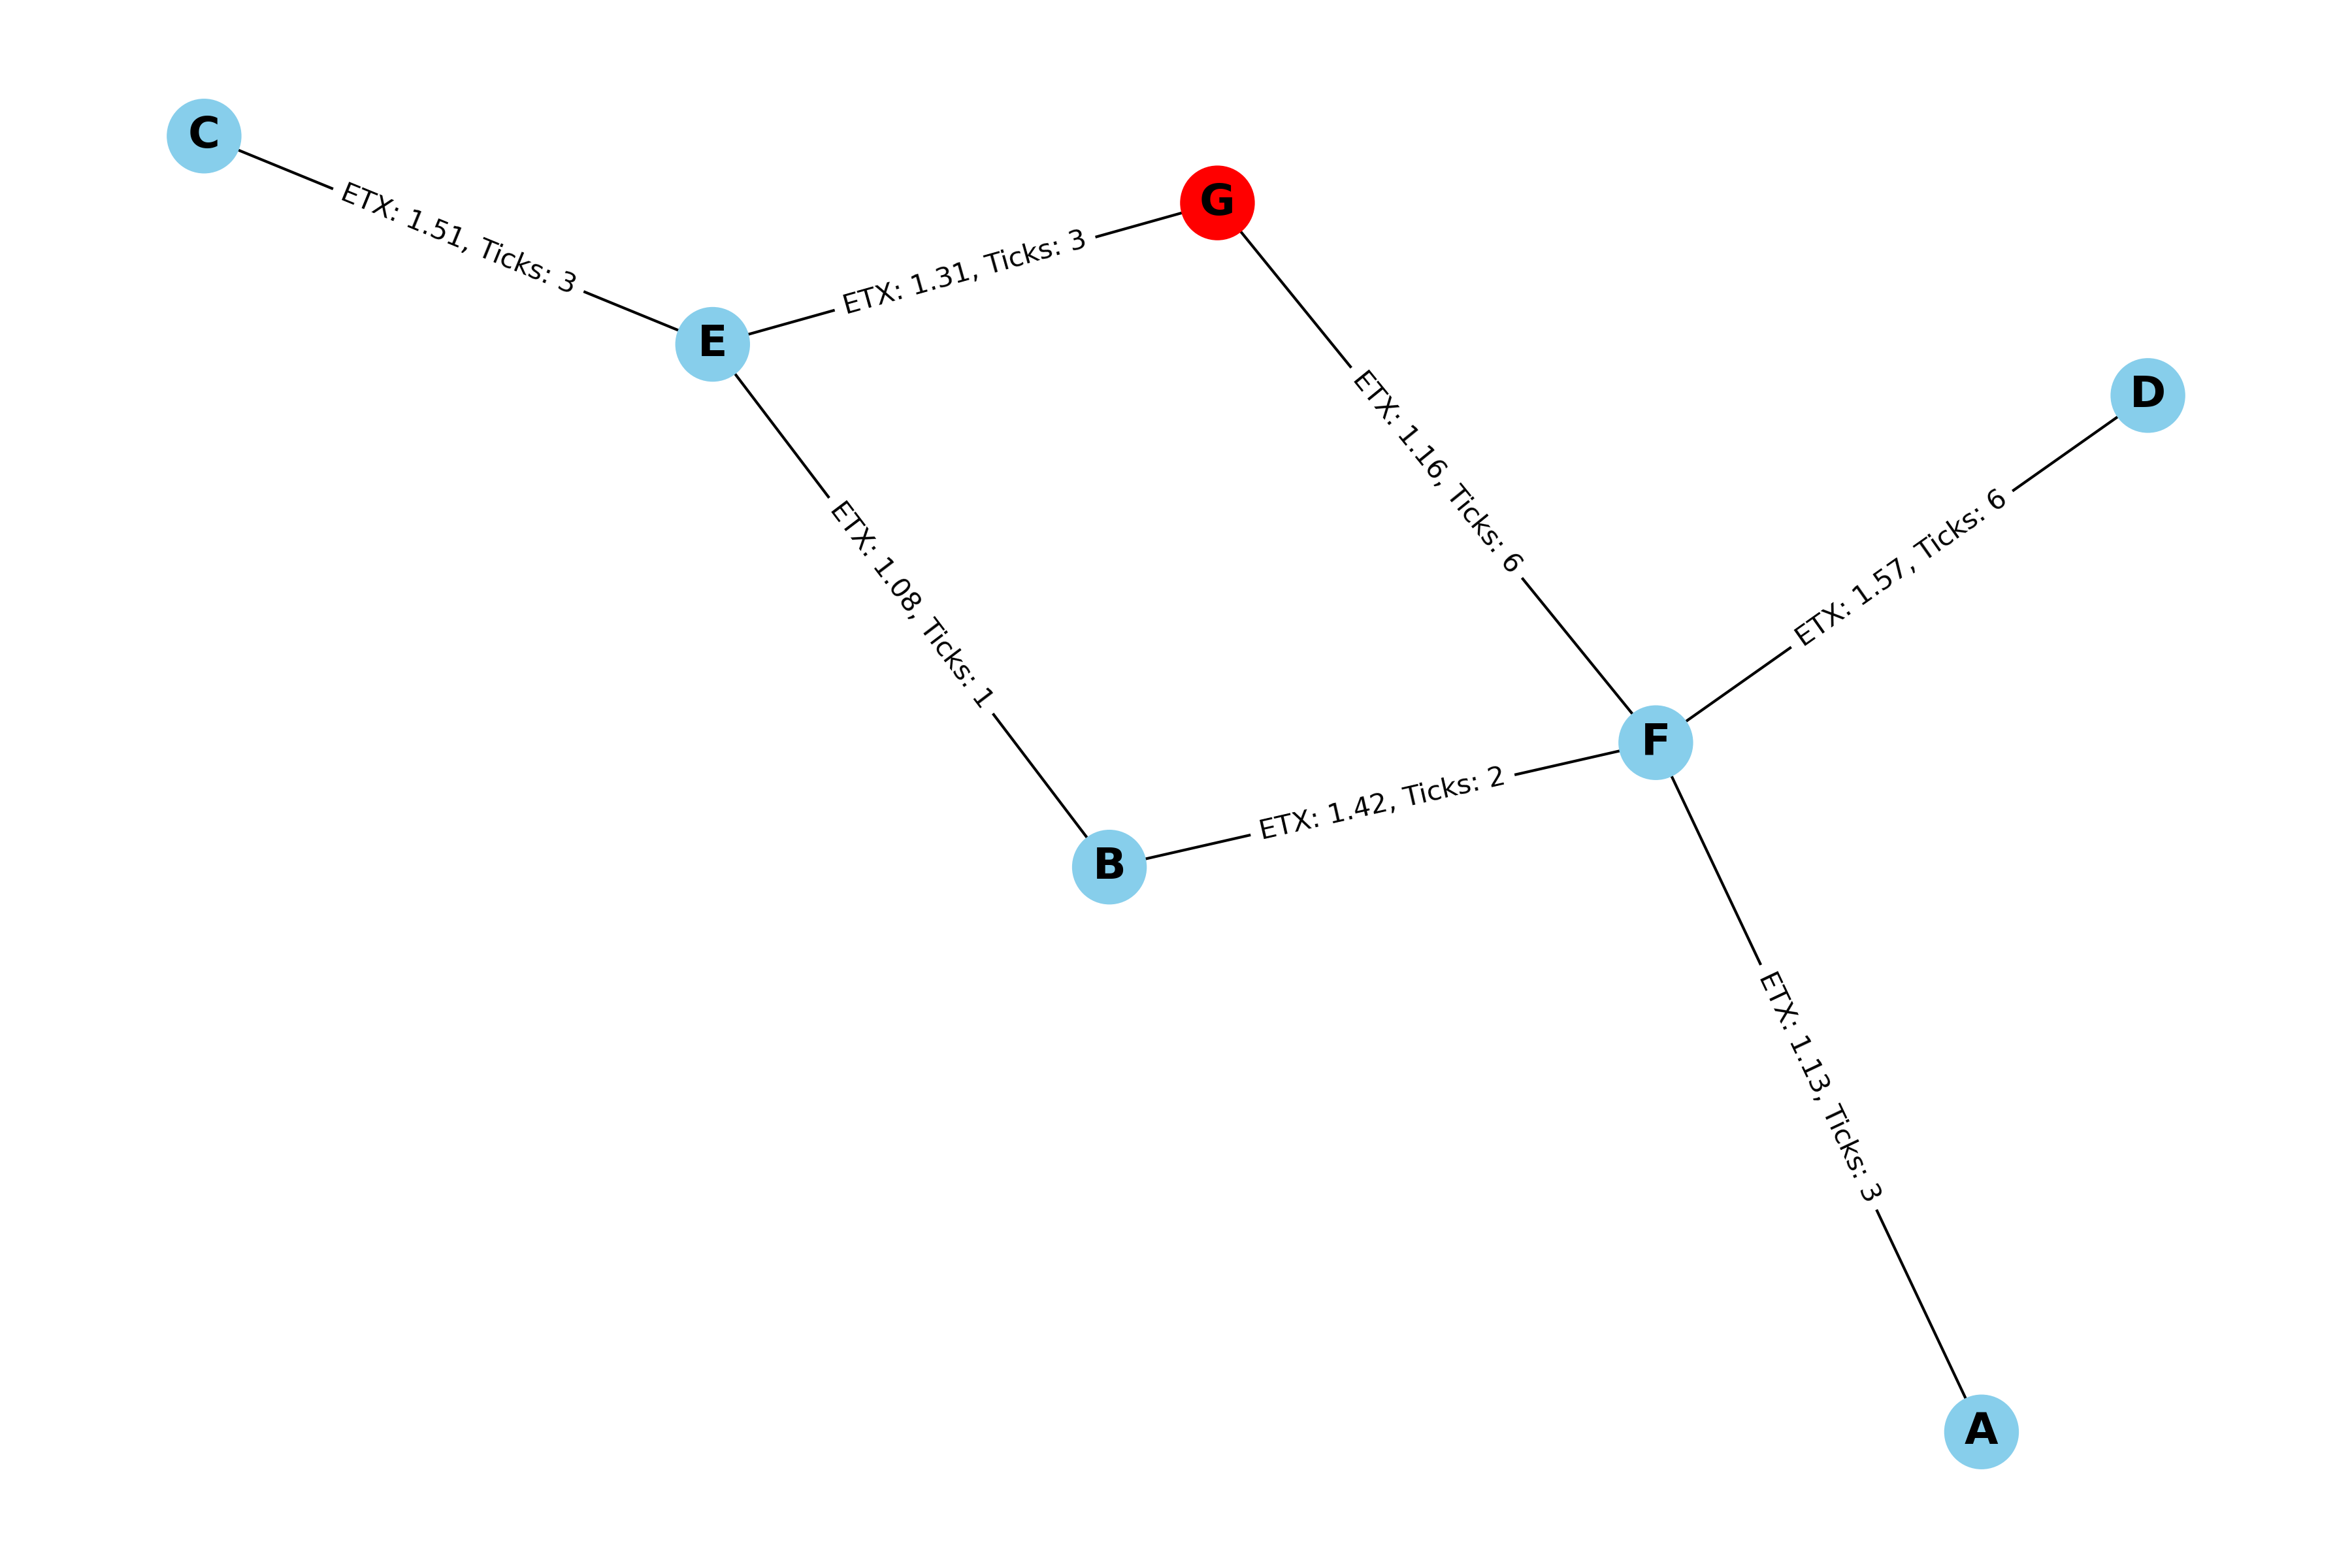 C
G
ETX: 1.51, Ticks: 3
ETX: 1.31, Ticks: 3
E
D
ETX: 1.16, Ticks: 6
ETX: 1.57, Ticks: 6
ETX: 1.08, Ticks: 1
F
ETX: 1.42, Ticks: 2
B
ETX: 1.13, Ticks: 3
A